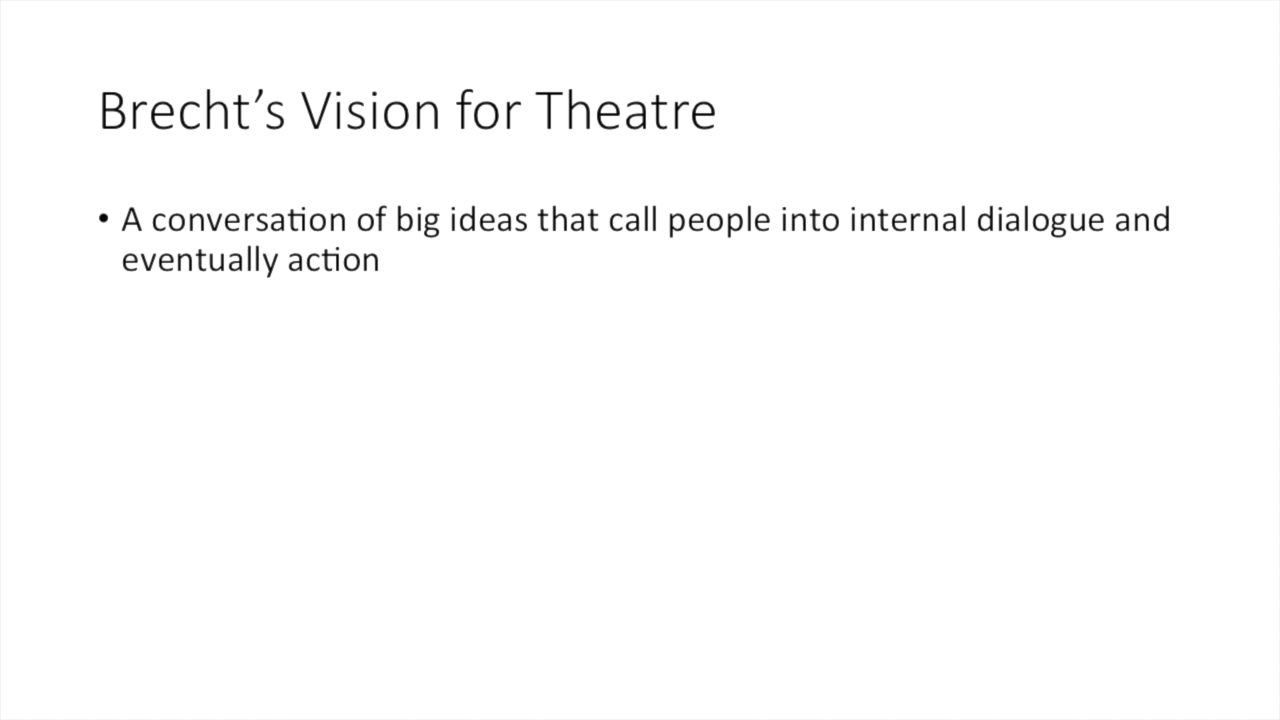 Brecht’s Vision for Theatre
• A conversation of big ideas that call people into internal dialogue and
eventually action